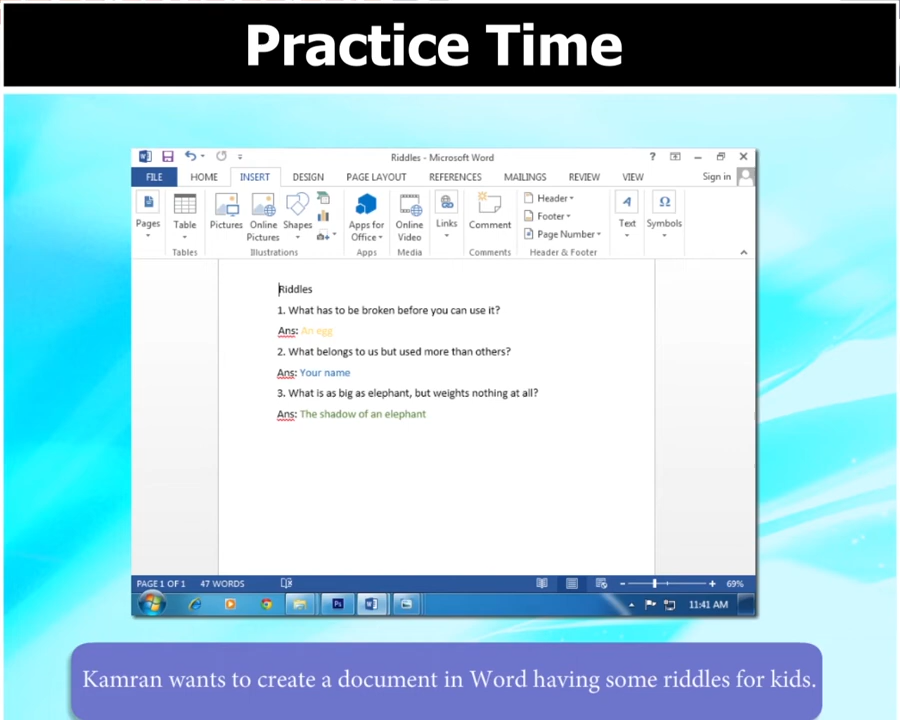 Practice Time
Riddles - Microsoft Word
FILE HOME INSERT DESIGN PAGE LAYOUT REFERENCES MAILINGS REVIEW VIEW Sign in
Pages
Table
Tables
Pictures
Online Pictures
Shapes
Illustrations
Apps for Office
Apps
Online Video
Media
Links
Comment
Comments
Header
Footer
Page Number
Header & Footer
Text
Symbols
Riddles
1. What has to be broken before you can use it?
Ans: An egg
2. What belongs to us but used more than others?
Ans: Your name
3. What is as big as elephant, but weights nothing at all?
Ans: The shadow of an elephant
PAGE 1 OF 1 47 WORDS 69%
Ps 11:41 AM
Kamran wants to create a document in Word having some riddles for kids.